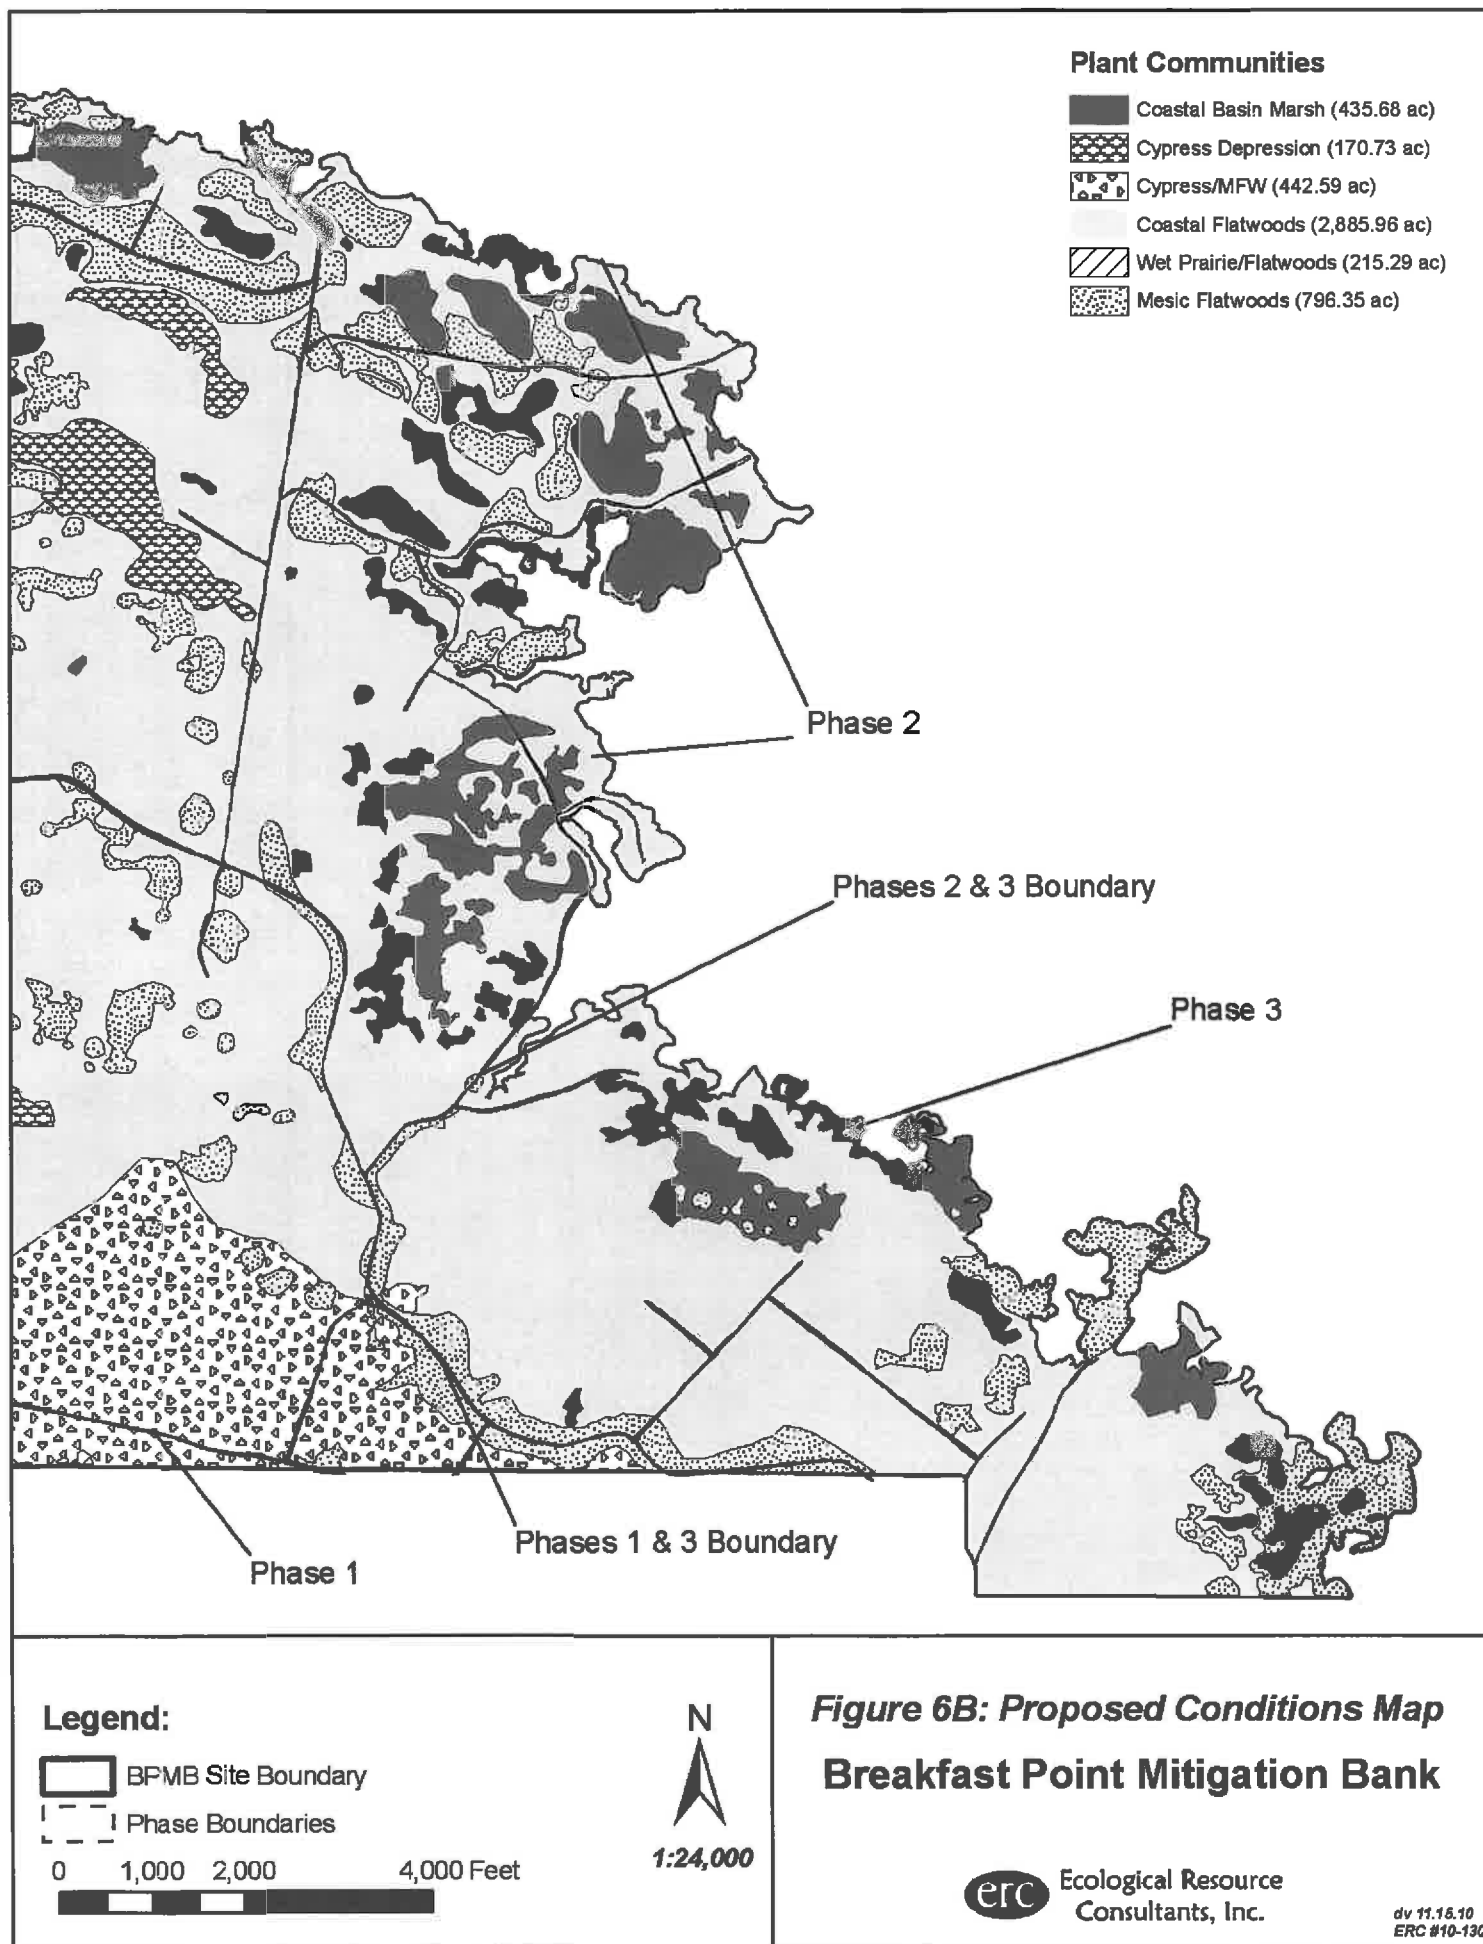 Plant Communities
Coastal Basin Marsh (435.68 ac)
Cypress Depression (170.73 ac)
Cypress/MFW (442.59 ac)
Coastal Flatwoods (2,885.96 ac)
Wet Prairie/Flatwoods (215.29 ac)
Mesic Flatwoods (796.35 ac)
Phase 2
Phases 2 & 3 Boundary
Phase 3
Phases 1 & 3 Boundary
Phase 1
Legend:
BPMB Site Boundary
Phase Boundaries
0 1,000 2,000 4,000 Feet
N
1:24,000
Figure 6B: Proposed Conditions Map
Breakfast Point Mitigation Bank
erc Ecological Resource
Consultants, Inc.
dv 11.15.10
ERC #10-130